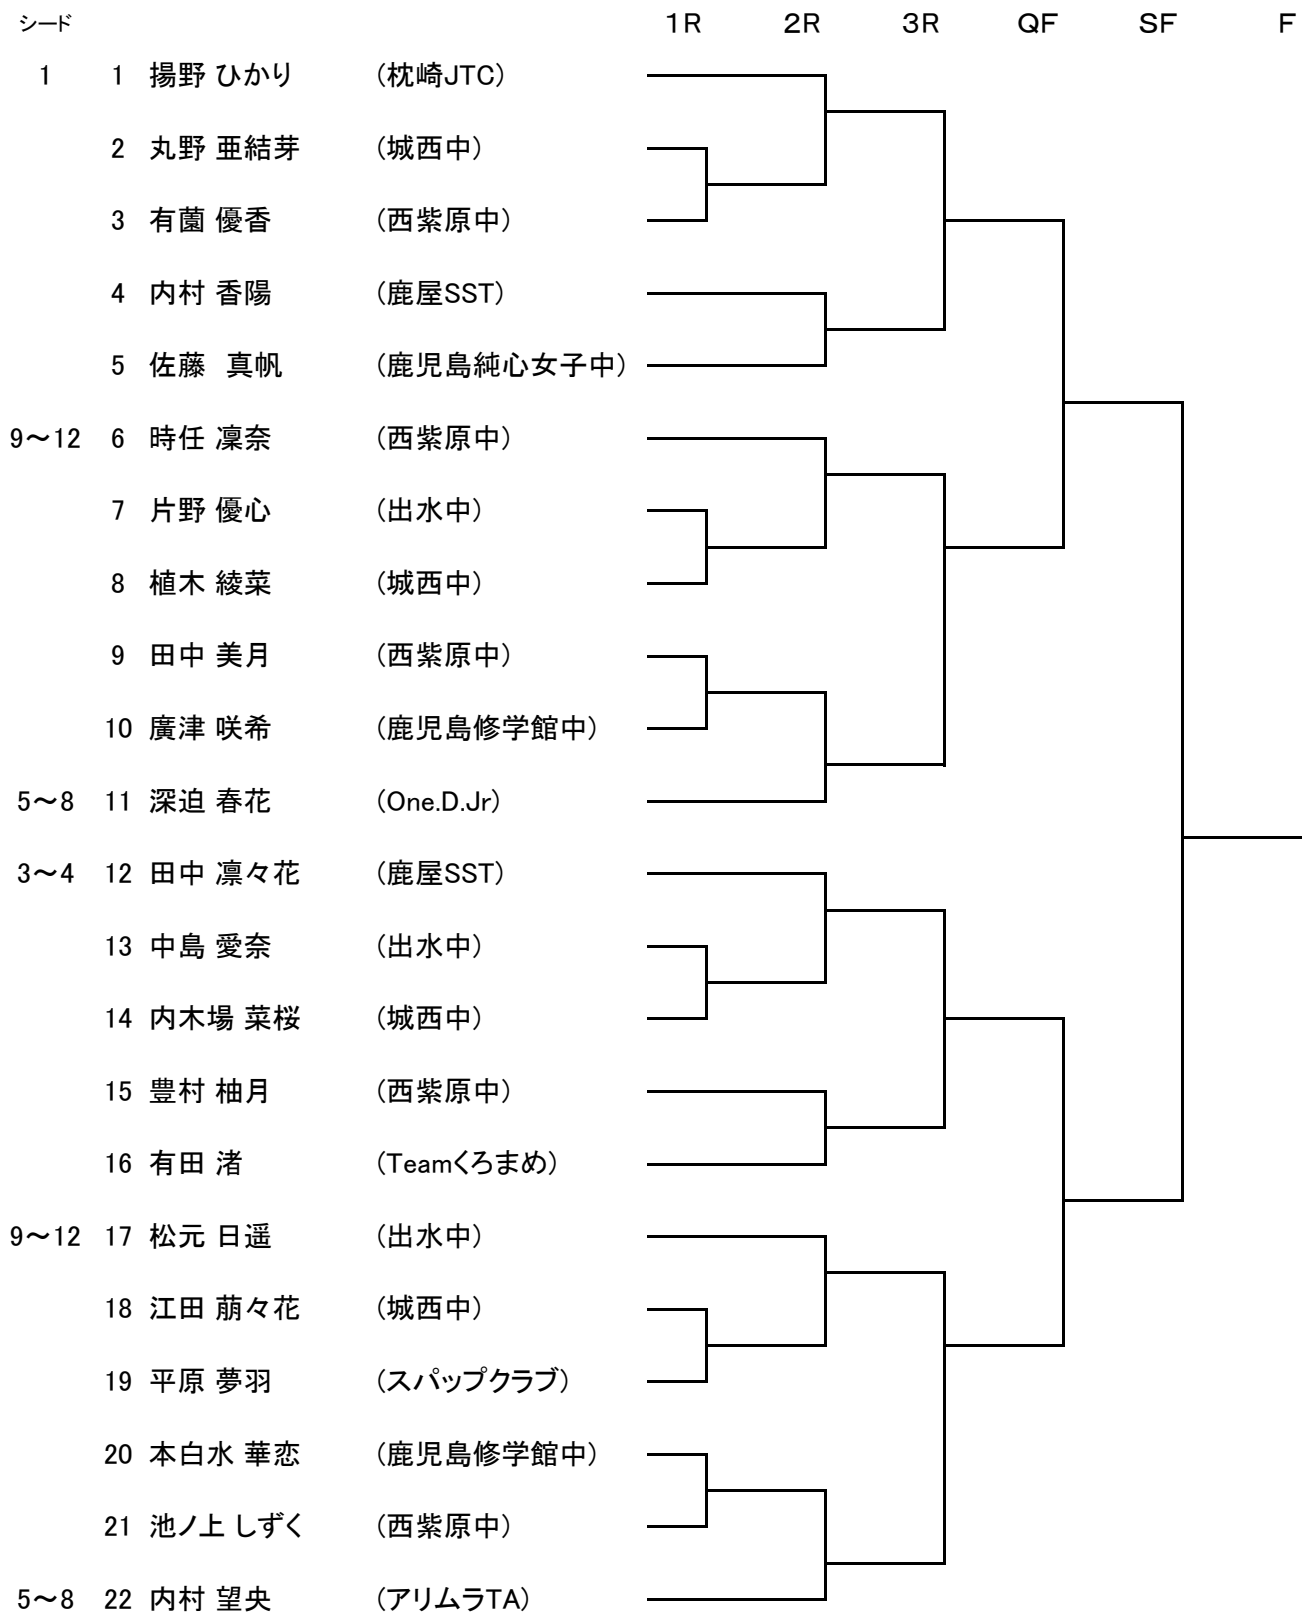 シード 1R 2R 3R QF SF F
1 1 揚野 ひかり (枕崎JTC)
2 丸野 亜結芽 (城西中)
3 有薗 優香 (西紫原中)
4 内村 香陽 (鹿屋SST)
5 佐藤　真帆 (鹿児島純心女子中)
9～12 6 時任 凜奈 (西紫原中)
7 片野 優心 (出水中)
8 植木 綾菜 (城西中)
9 田中 美月 (西紫原中)
10 廣津 咲希 (鹿児島修学館中)
5～8 11 深迫 春花 (One.D.Jr)
3～4 12 田中 凛々花 (鹿屋SST)
13 中島 愛奈 (出水中)
14 内木場 菜桜 (城西中)
15 豊村 柚月 (西紫原中)
16 有田 渚 (Teamくろまめ)
9～12 17 松元 日遥 (出水中)
18 江田 萠々花 (城西中)
19 平原 夢羽 (スパップクラブ)
20 本白水 華恋 (鹿児島修学館中)
21 池ノ上 しずく (西紫原中)
5～8 22 内村 望央 (アリムラTA)